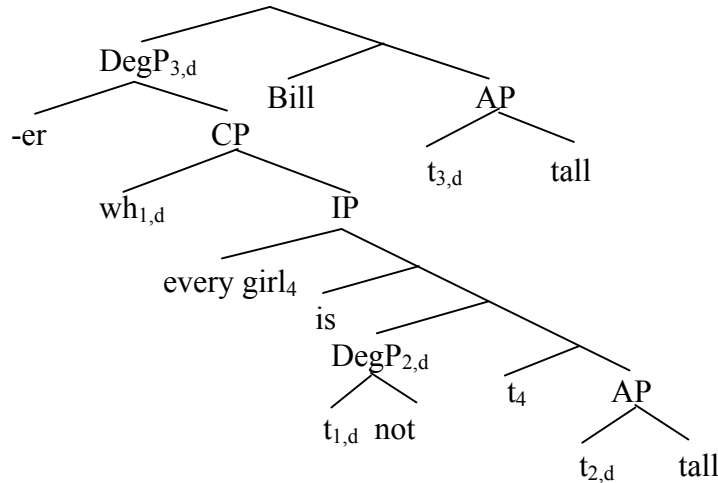 DegP3,d
Bill
AP
-er
CP
t3,d
tall
wh1,d
IP
every girl4
is
DegP2,d
t4
AP
t1,d not
t2,d
tall